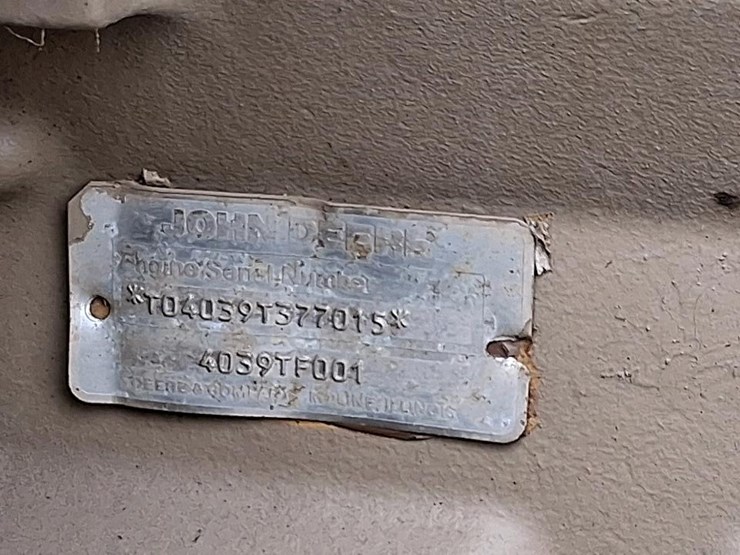 JOHN DEERE
Engine Serial Number
*T04039T377015*
4039TF001
DEERE & COMPANY MOLINE, ILLINOIS